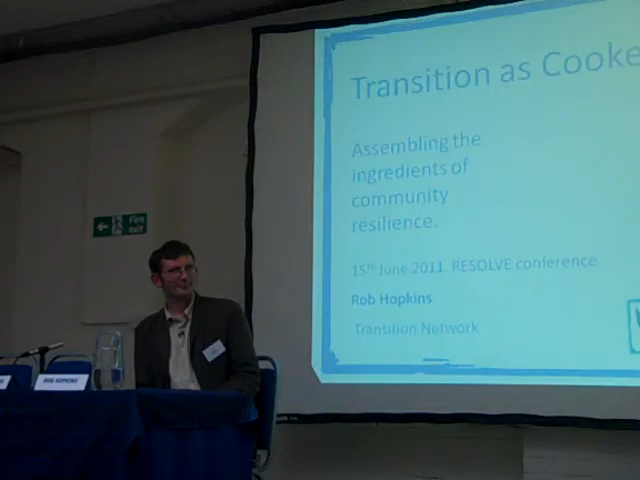 Transition as Cooke
Assembling the
ingredients of
community
resilience.
15th June 2011. RESOLVE conference
Rob Hopkins
Transition Network
Fire
exit
ROB HOPKINS